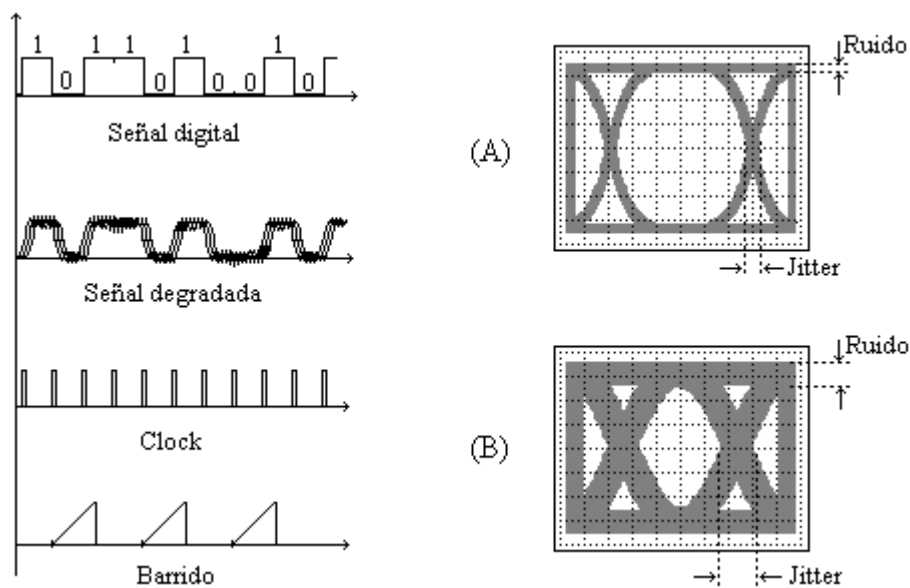 1 1 1 1 1
0 0 0 0 0
Señal digital
Señal degradada
Clock
Barrido
(A)
Ruido
Jitter
(B)
Ruido
Jitter